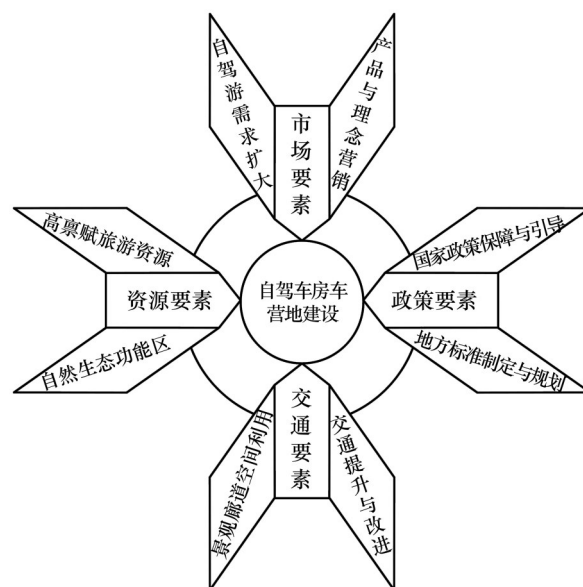 自驾游需求扩大
市场要素
产品与理念营销
高禀赋旅游资源
资源要素
自然生态功能区
自驾车房车
营地建设
国家政策保障与引导
政策要素
地方标准制定与规划
景观廊道空间利用
交通要素
交通提升与改进